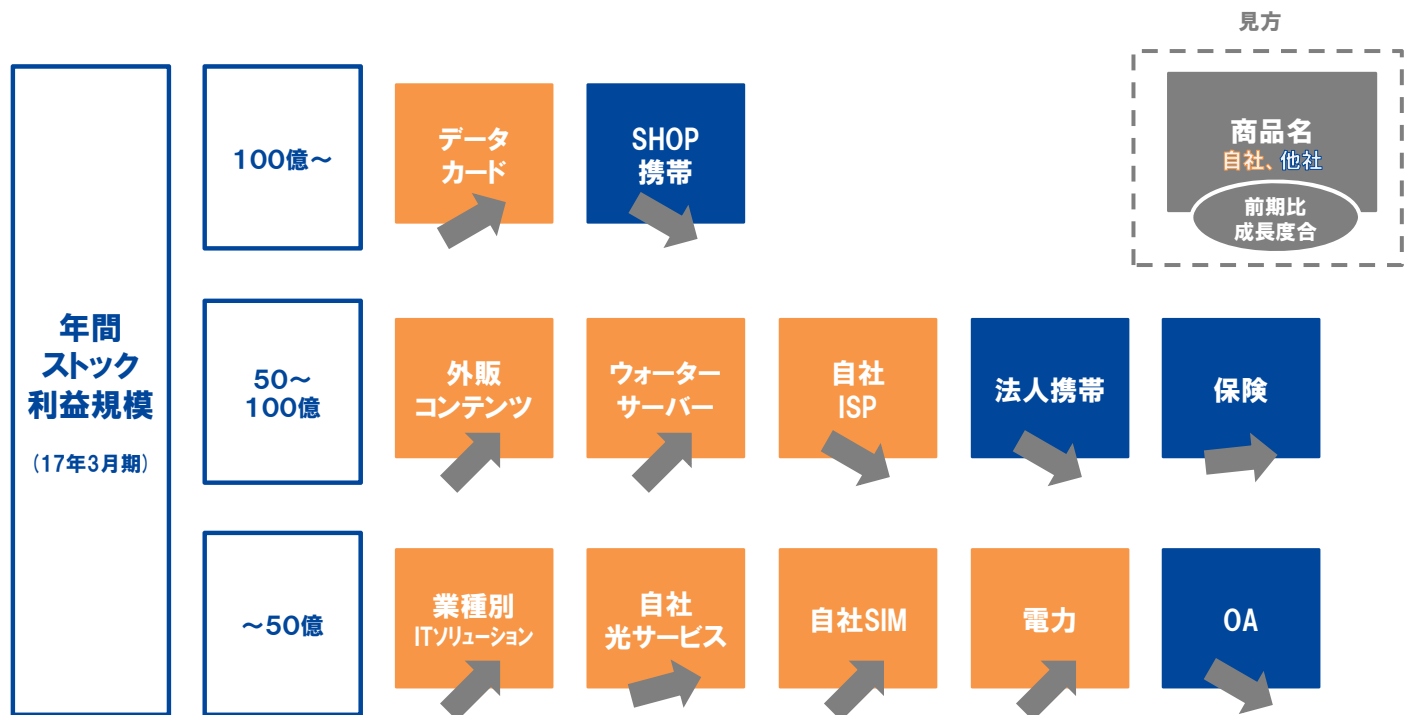 見方
商品名
自社、他社
前期比
成長度合
年間
ストック
利益規模
(17年3月期)
100億～
データ
カード
SHOP
携帯
50～
100億
外販
コンテンツ
ウォーター
サーバー
自社
ISP
法人携帯
保険
～50億
業種別
ITソリューション
自社
光サービス
自社SIM
電力
OA